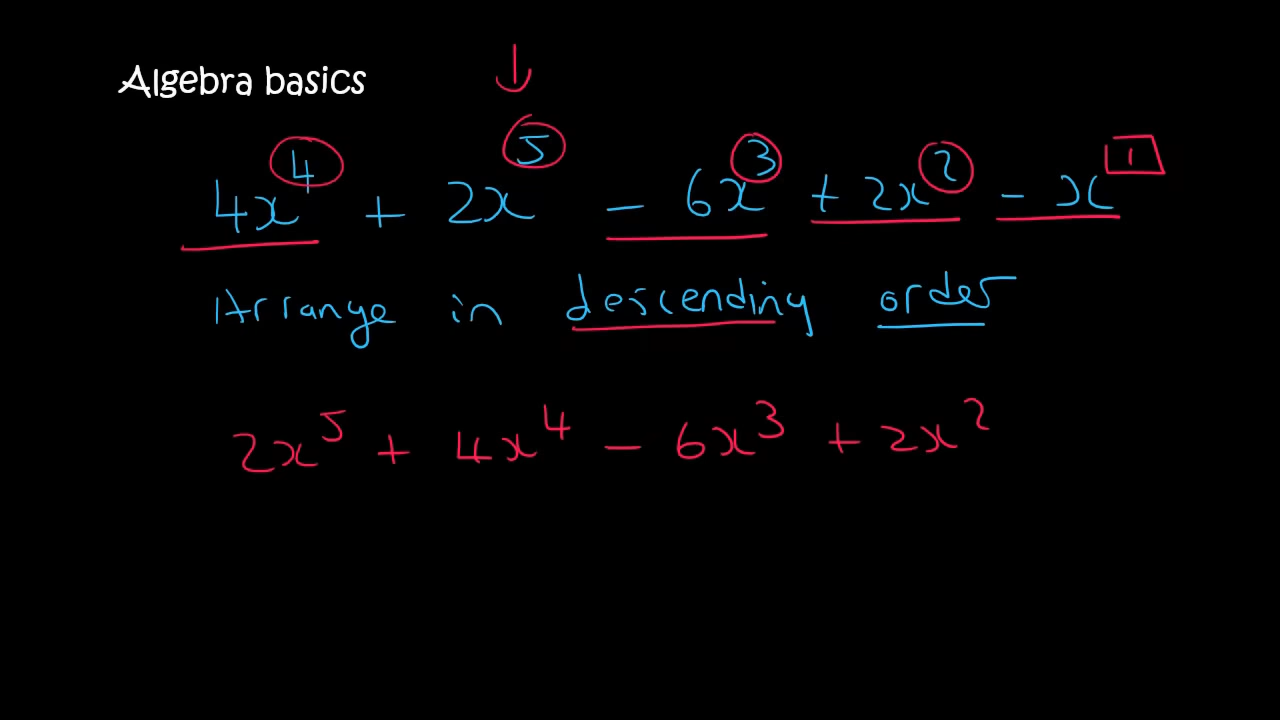 Algebra basics
4x⁴ + 2x⁵ - 6x³ + 2x² - x¹
Arrange in descending order
2x⁵ + 4x⁴ - 6x³ + 2x²